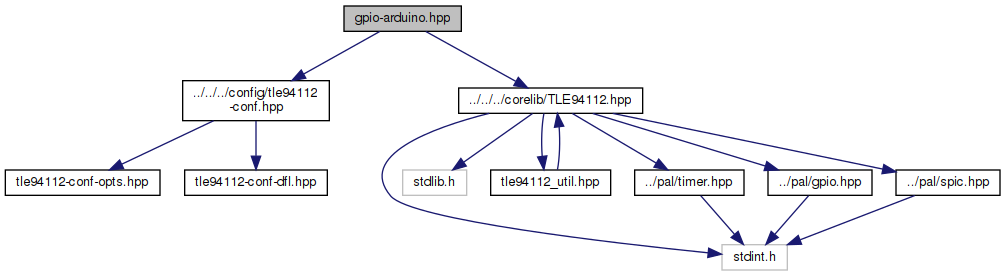 gpio-arduino.hpp
../../../config/tle94112
-conf.hpp
../../../corelib/TLE94112.hpp
tle94112-conf-opts.hpp
tle94112-conf-dfl.hpp
stdlib.h
tle94112_util.hpp
../pal/timer.hpp
../pal/gpio.hpp
../pal/spic.hpp
stdint.h